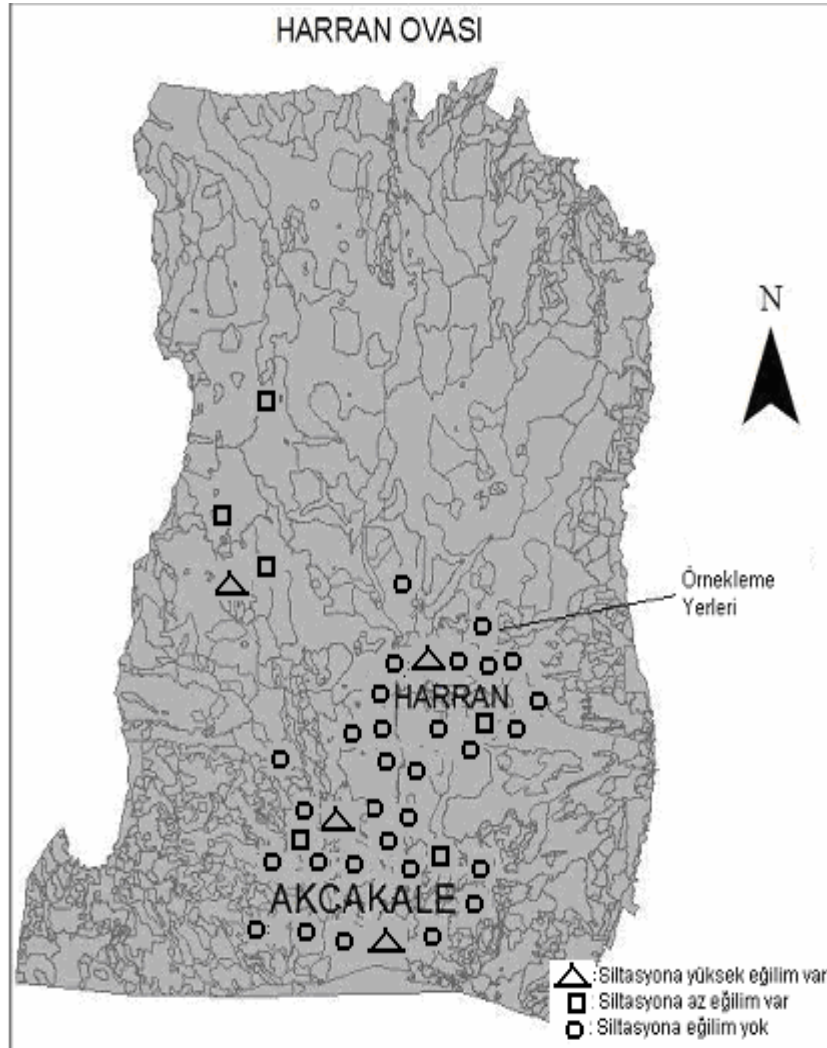 HARRAN OVASI
N
Örnekleme
Yerleri
HARRAN
AKCAKALE
: Siltasyona yüksek eğilim var
: Siltasyona az eğilim var
: Siltasyona eğilim yok